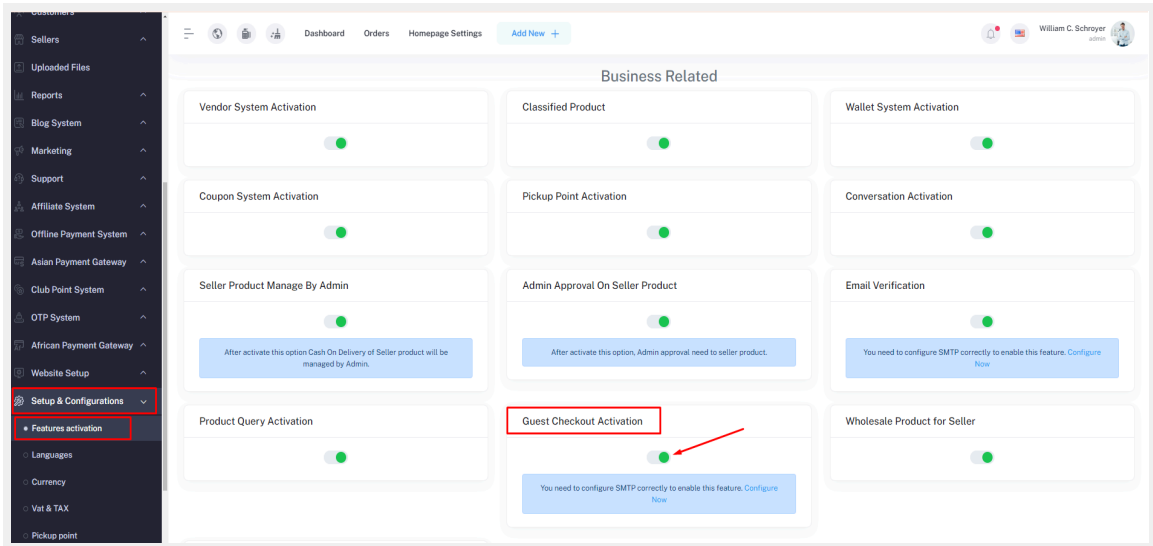 Customers
Sellers
Uploaded Files
Reports
Blog System
Marketing
Support
Affiliate System
Offline Payment System
Asian Payment Gateway
Club Point System
OTP System
African Payment Gateway
Website Setup
Setup & Configurations
Features activation
Languages
Currency
Vat & TAX
Pickup point
Dashboard
Orders
Homepage Settings
Add New +
William C. Schroyer
admin
Business Related
Vendor System Activation
Classified Product
Wallet System Activation
Coupon System Activation
Pickup Point Activation
Conversation Activation
Seller Product Manage By Admin
After activate this option Cash On Delivery of Seller product will be
managed by Admin.
Admin Approval On Seller Product
After activate this option, Admin approval need to seller product.
Email Verification
You need to configure SMTP correctly to enable this feature. Configure
Now
Product Query Activation
Guest Checkout Activation
You need to configure SMTP correctly to enable this feature. Configure
Now
Wholesale Product for Seller